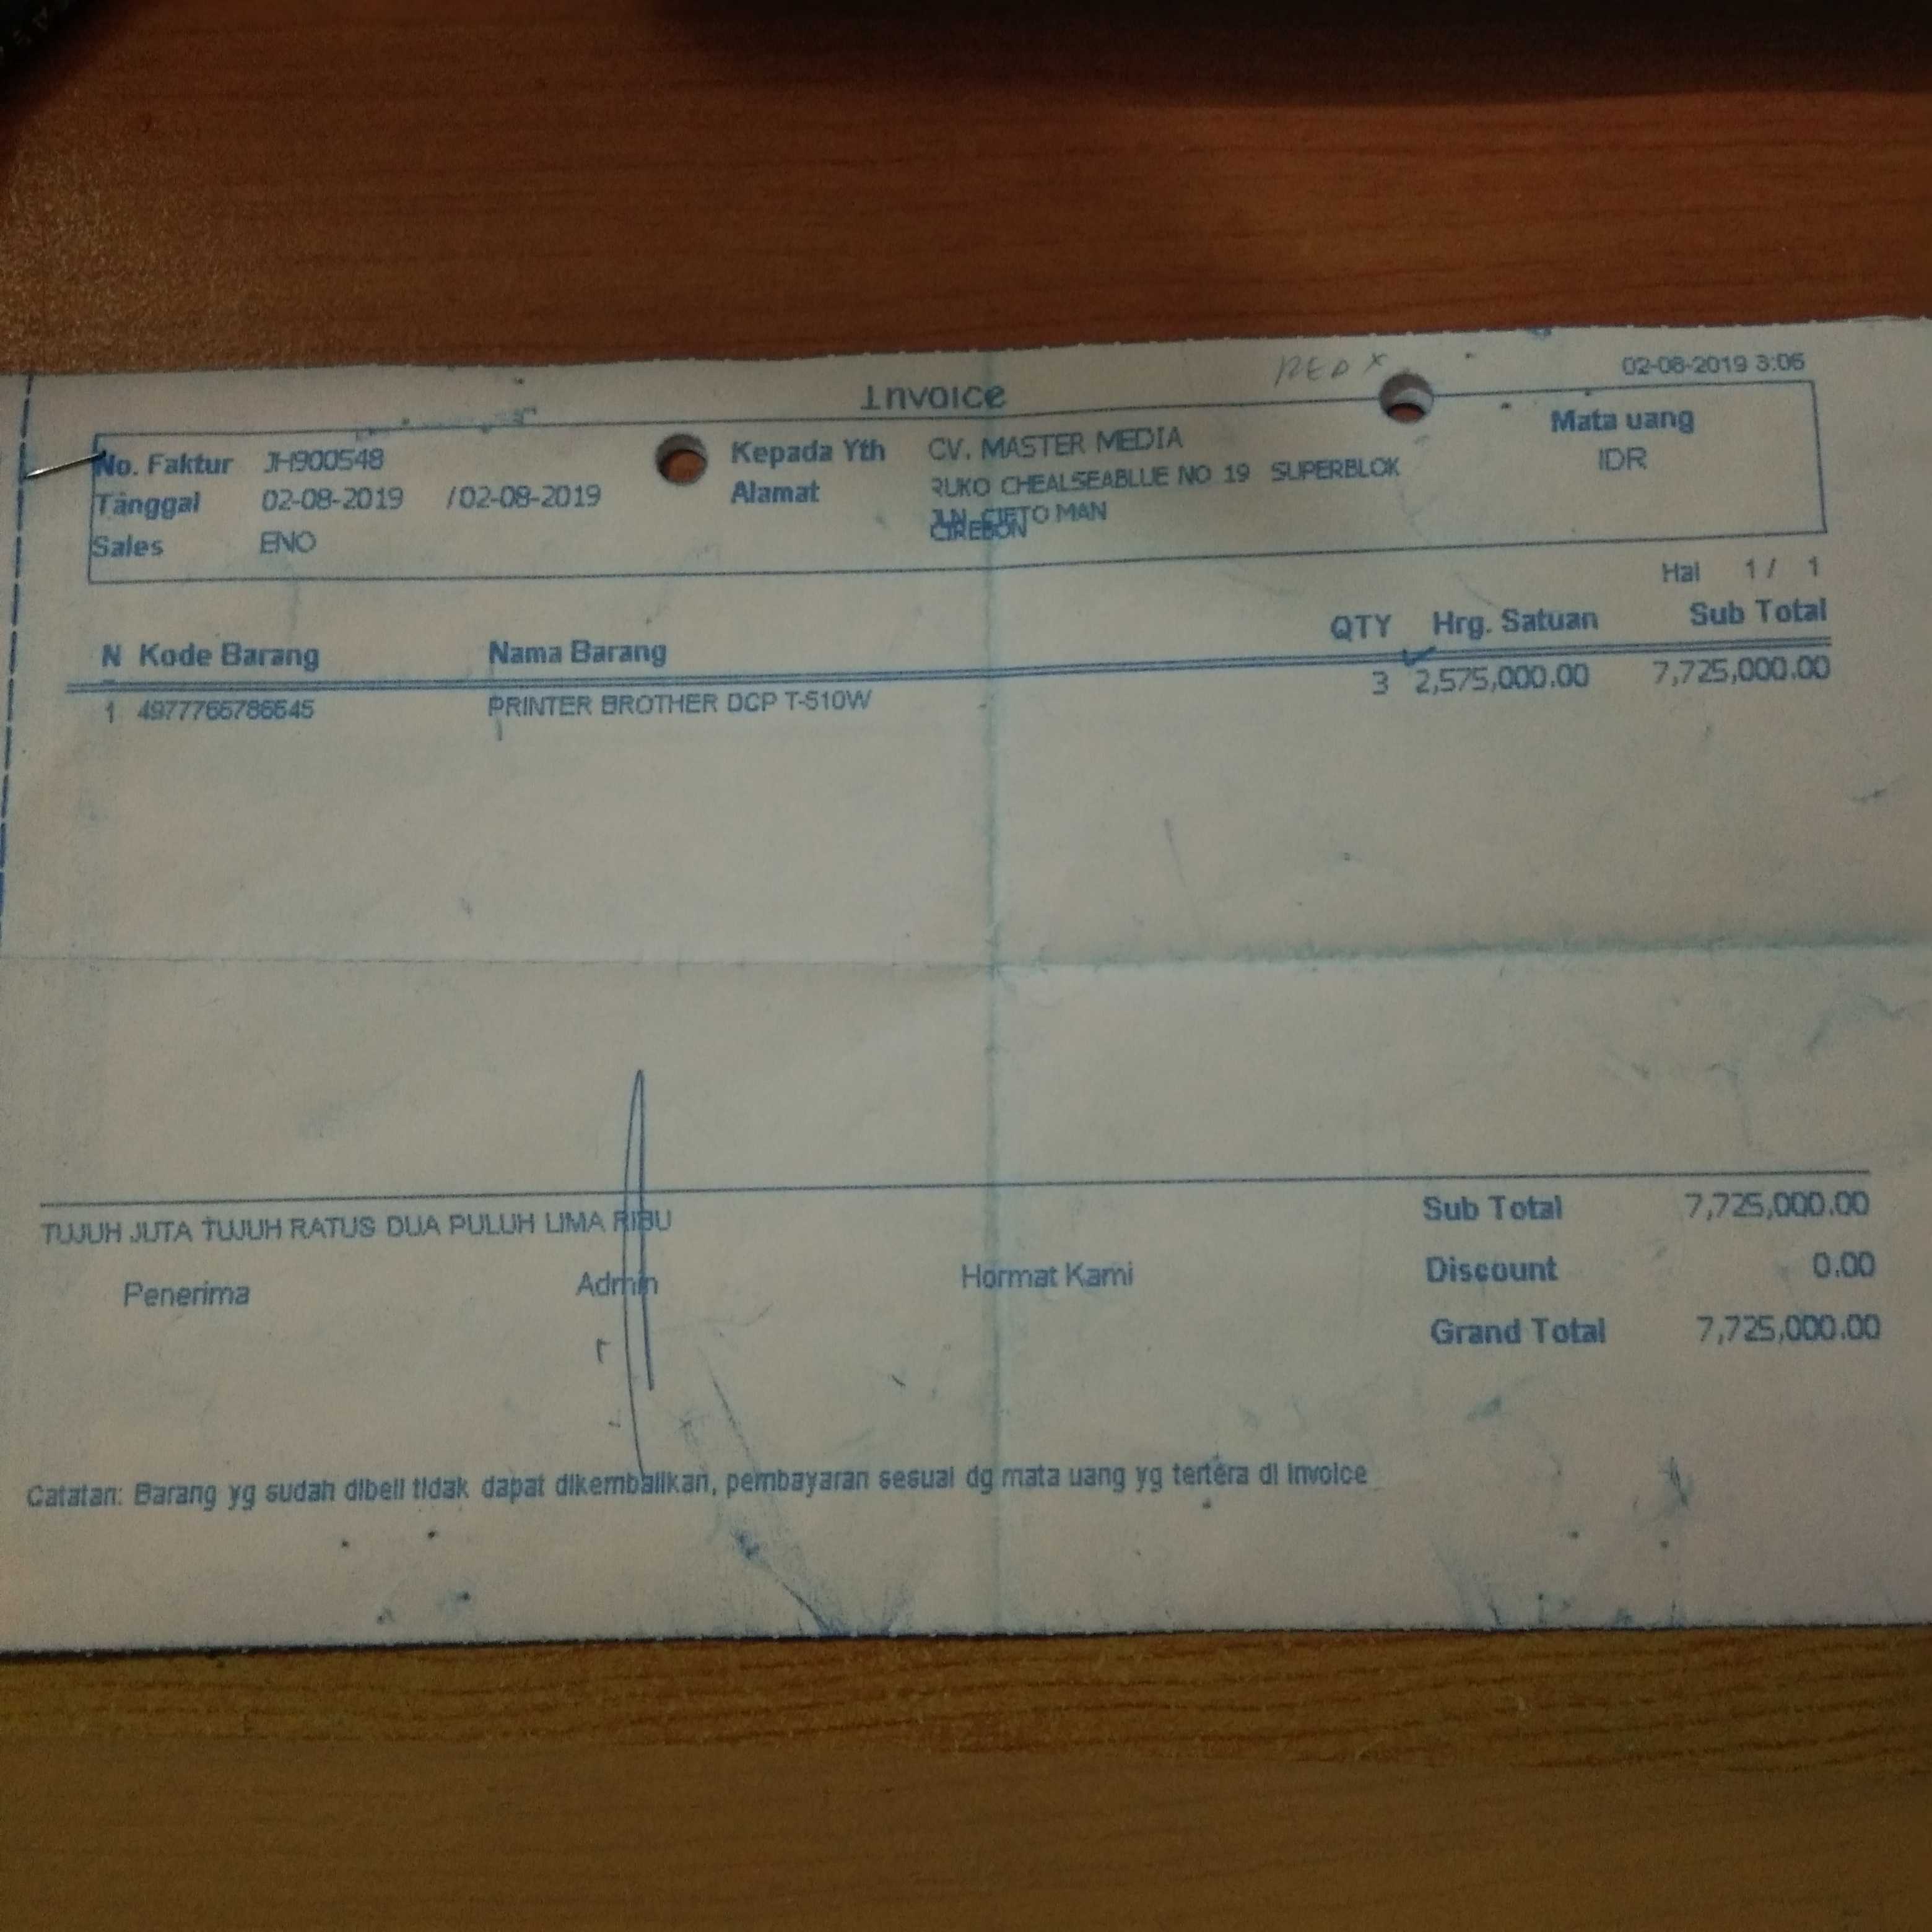 REDX
02-08-2019 3:06
Invoice
No. Faktur JH900548
Tanggal 02-08-2019 /02-08-2019
Sales ENO
Kepada Yth CV. MASTER MEDIA
Alamat RUKO CHEALSEABLUE NO 19 SUPERBLOK
JLN. CIPTO MAN
CIREBON
Mata uang
IDR
Hal 1 / 1
N Kode Barang Nama Barang QTY Hrg. Satuan Sub Total
1 4977766786645 PRINTER BROTHER DCP T-510W 3 2,575,000.00 7,725,000.00
TUJUH JUTA TUJUH RATUS DUA PULUH LIMA RIBU
Penerima Admin Hormat Kami
Sub Total 7,725,000.00
Discount 0.00
Grand Total 7,725,000.00
Catatan: Barang yg sudah dibeli tidak dapat dikembalikan, pembayaran sesuai dg mata uang yg tertera di invoice